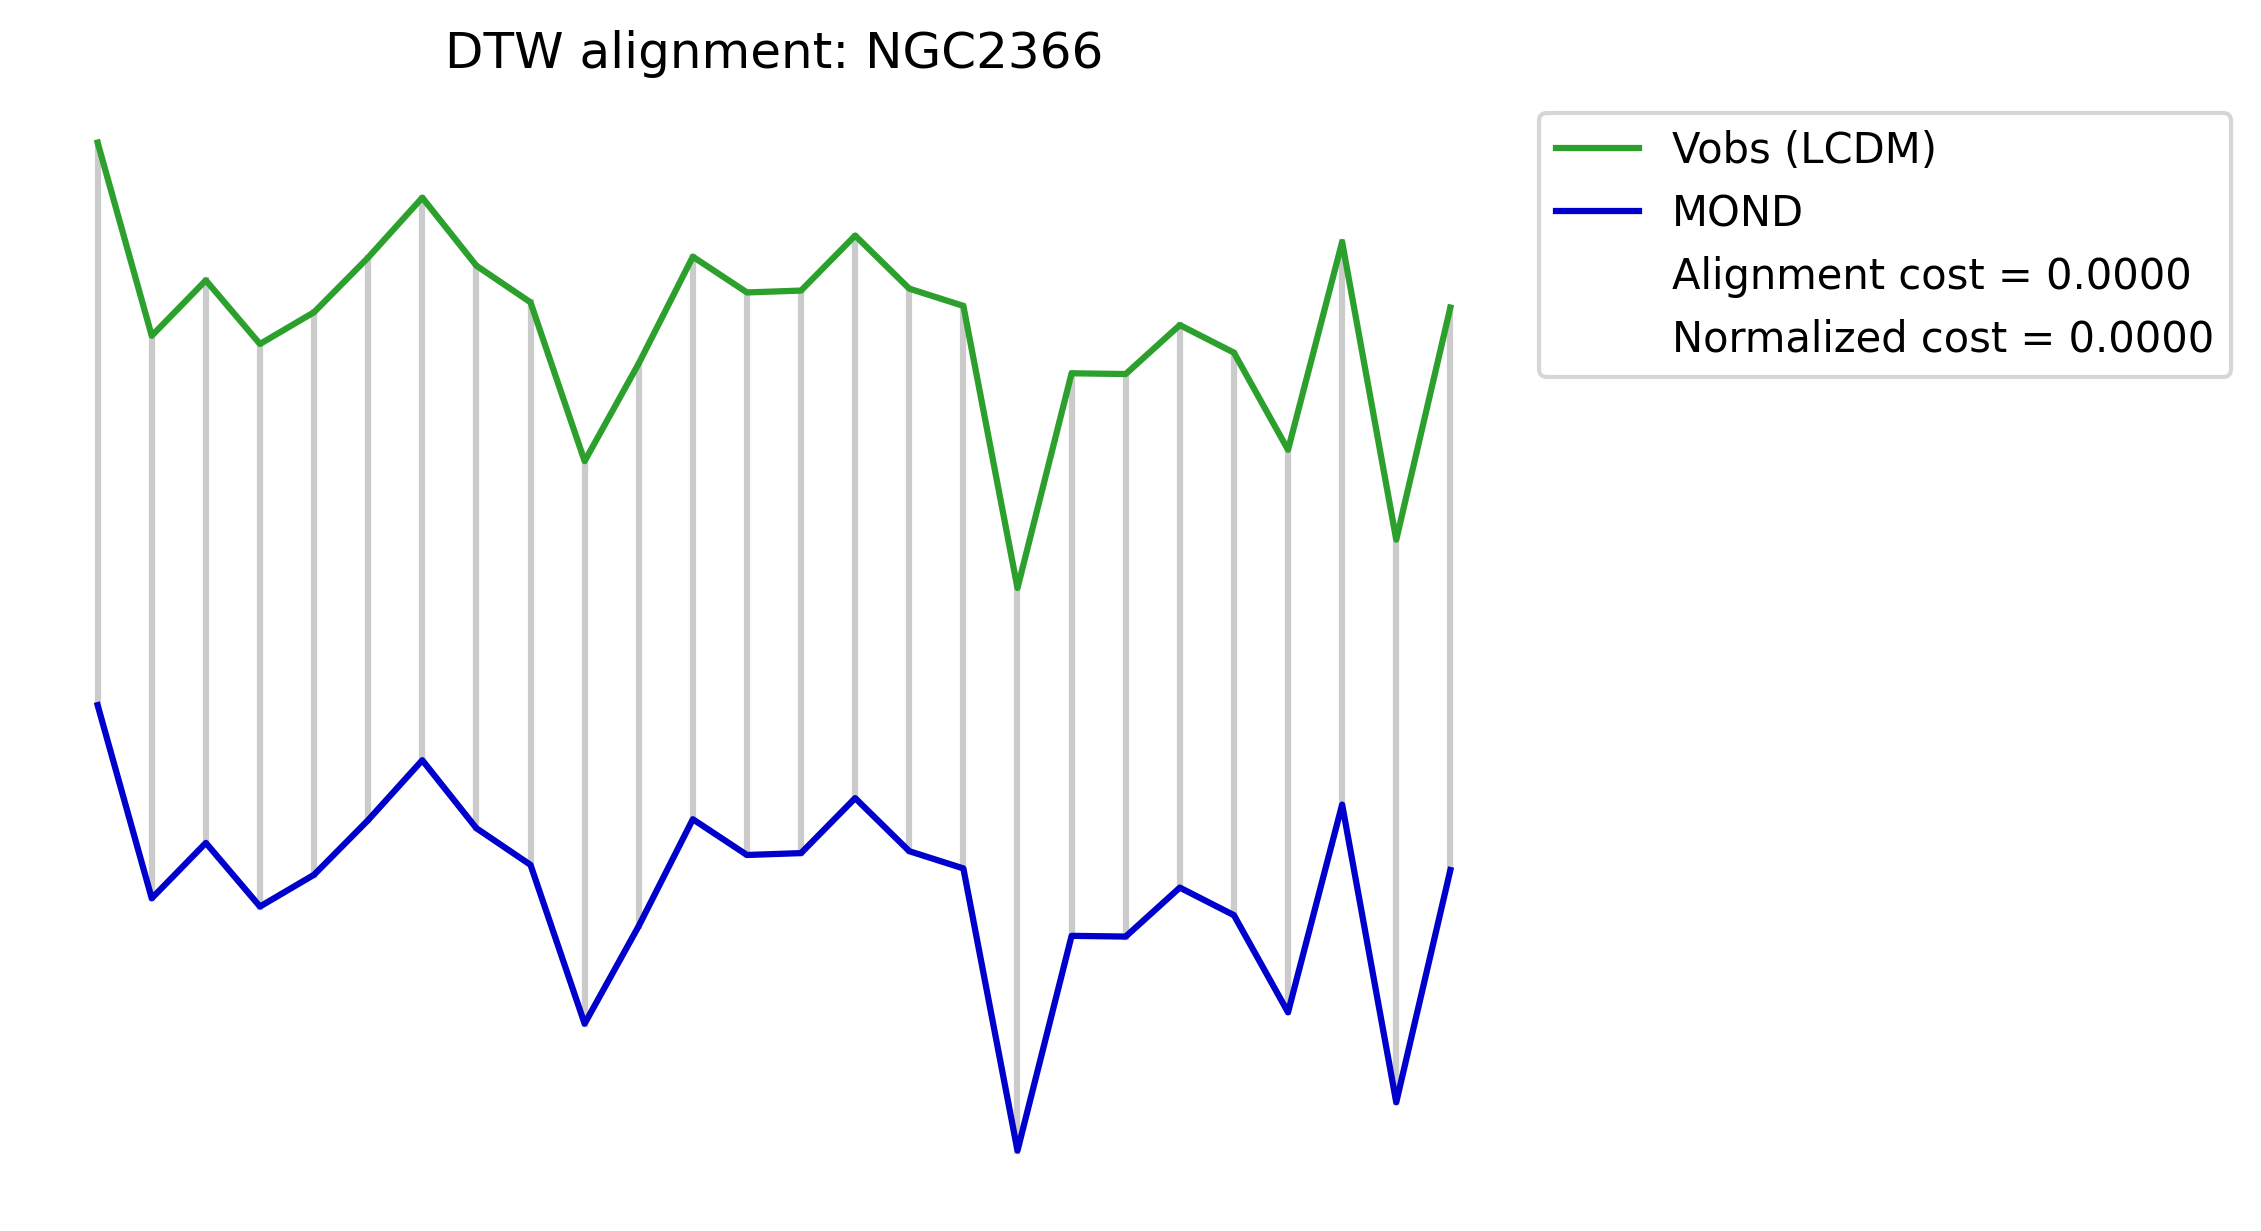 DTW alignment: NGC2366
Vobs (LCDM)
MOND
Alignment cost = 0.0000
Normalized cost = 0.0000